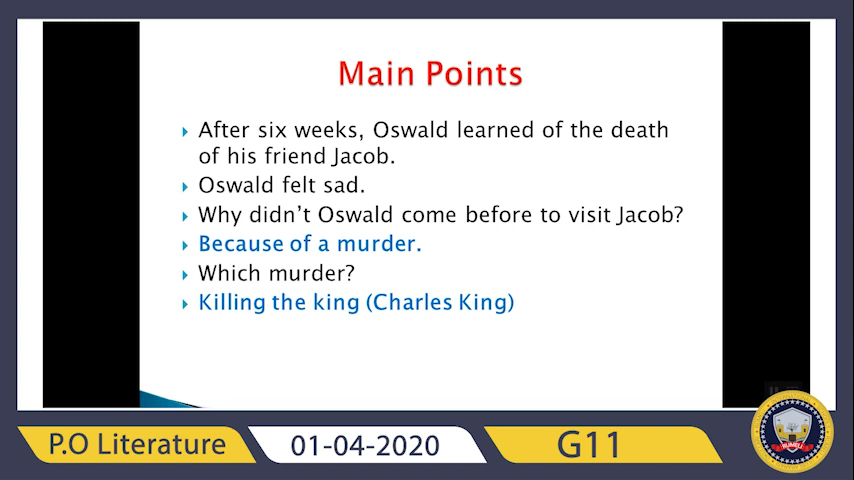 Main Points
After six weeks, Oswald learned of the death
of his friend Jacob.
Oswald felt sad.
Why didn't Oswald come before to visit Jacob?
Because of a murder.
Which murder?
Killing the king (Charles King)
P.O Literature
01-04-2020
G11